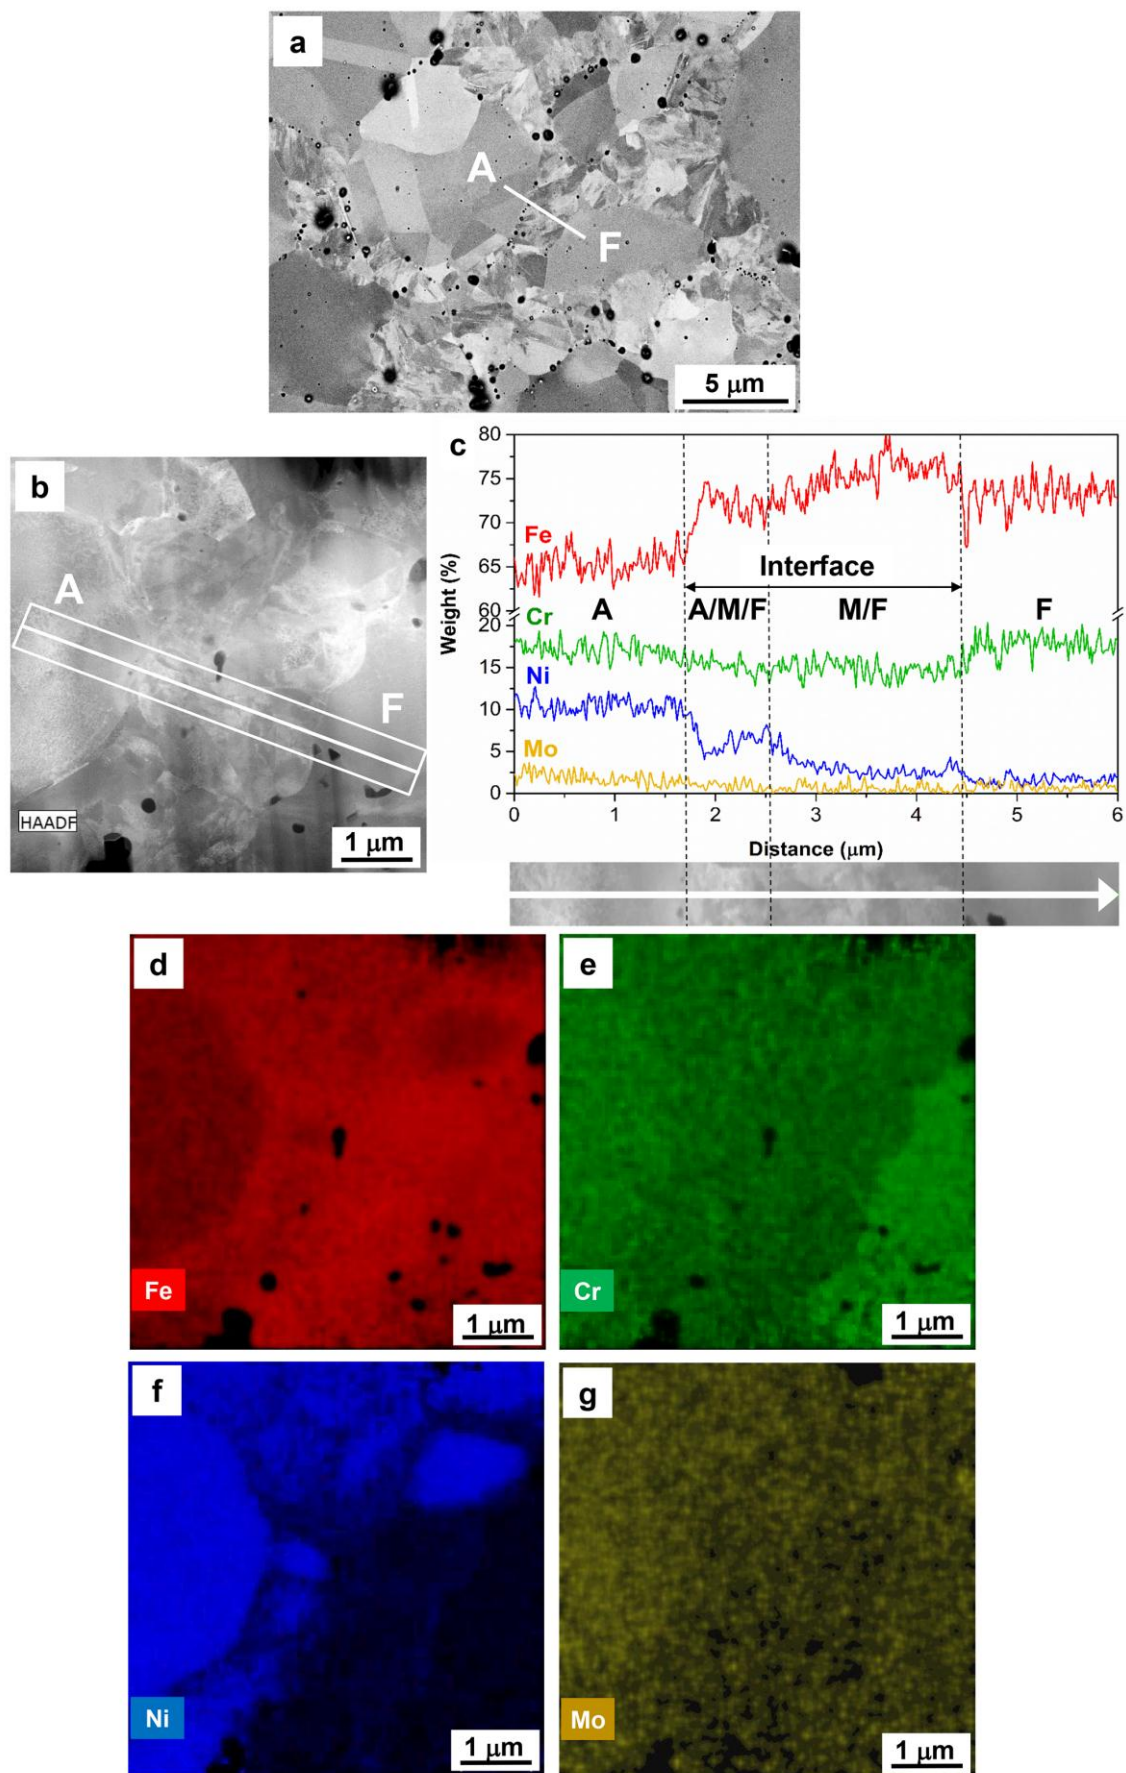 a
A
F
5 μm
b
A
F
HAADF
1 μm
c
80
75
70
65
60
20
15
10
5
0
Weight (%)
Fe
Interface
A
A/M/F
M/F
F
Cr
Ni
Mo
0 1 2 3 4 5 6
Distance (μm)
d
Fe
1 μm
e
Cr
1 μm
f
Ni
1 μm
g
Mo
1 μm